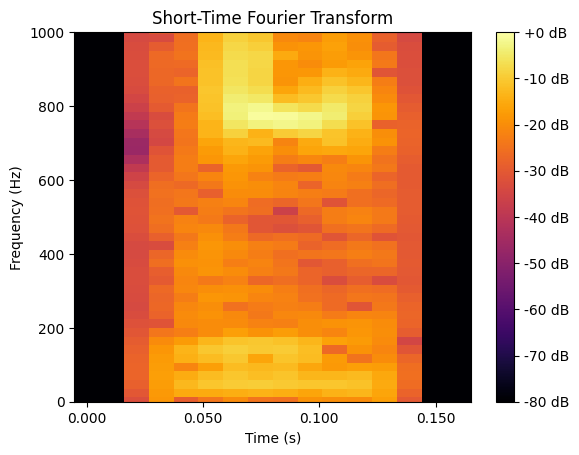 Short-Time Fourier Transform
1000
800
600
400
200
0
Frequency (Hz)
0.000
0.050
0.100
0.150
Time (s)
+0 dB
-10 dB
-20 dB
-30 dB
-40 dB
-50 dB
-60 dB
-70 dB
-80 dB